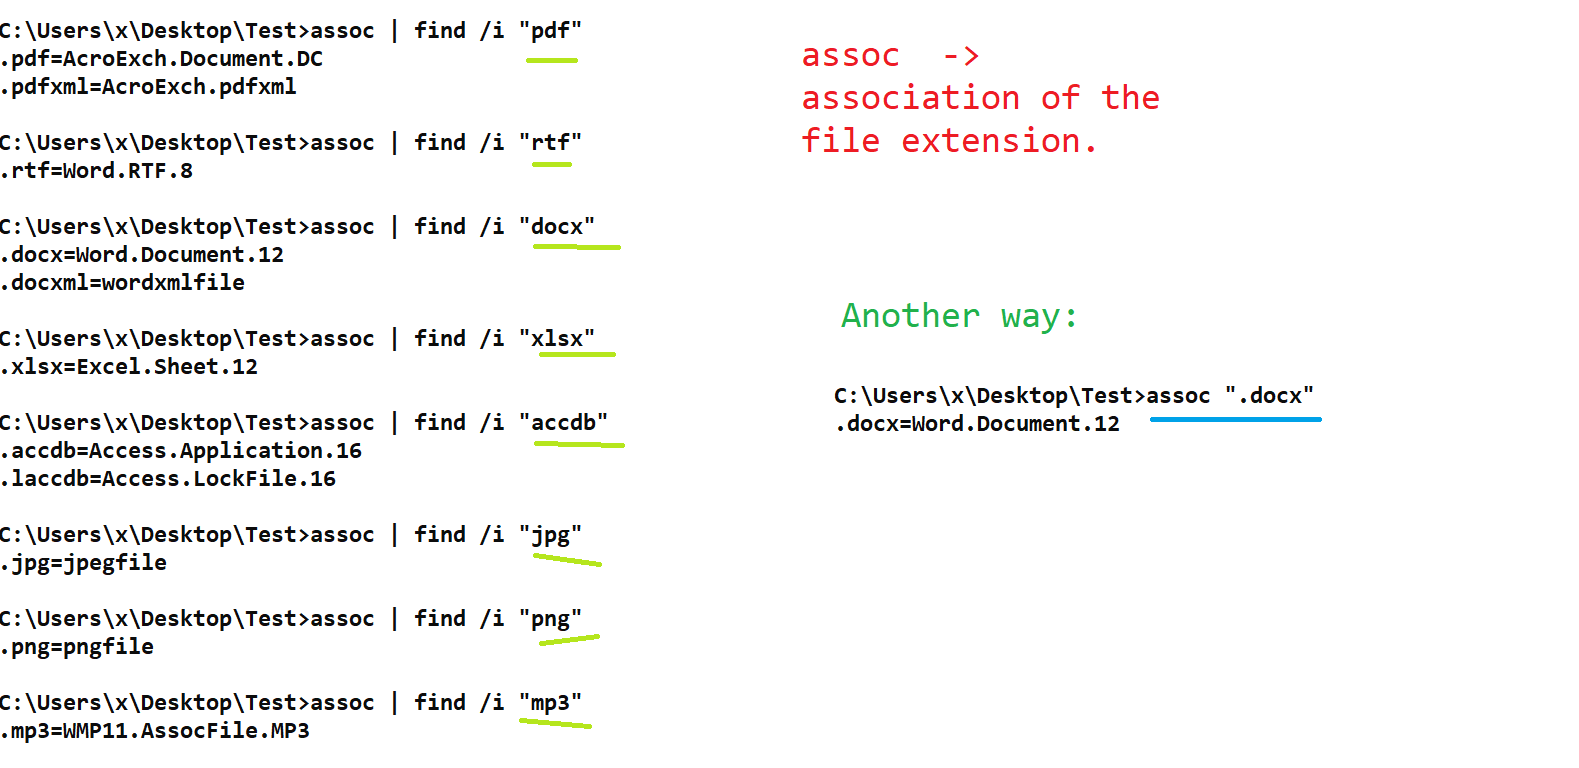 C:\Users\x\Desktop\Test>assoc | find /i "pdf"
.pdf=AcroExch.Document.DC
.pdfxml=AcroExch.pdfxml
C:\Users\x\Desktop\Test>assoc | find /i "rtf"
.rtf=Word.RTF.8
C:\Users\x\Desktop\Test>assoc | find /i "docx"
.docx=Word.Document.12
.docxml=wordxmlfile
C:\Users\x\Desktop\Test>assoc | find /i "xlsx"
.xlsx=Excel.Sheet.12
C:\Users\x\Desktop\Test>assoc | find /i "accdb"
.accdb=Access.Application.16
.laccdb=Access.LockFile.16
C:\Users\x\Desktop\Test>assoc | find /i "jpg"
.jpg=jpegfile
C:\Users\x\Desktop\Test>assoc | find /i "png"
.png=pngfile
C:\Users\x\Desktop\Test>assoc | find /i "mp3"
.mp3=WMP11.AssocFile.MP3
assoc  ->
association of the
file extension.
Another way:
C:\Users\x\Desktop\Test>assoc ".docx"
.docx=Word.Document.12